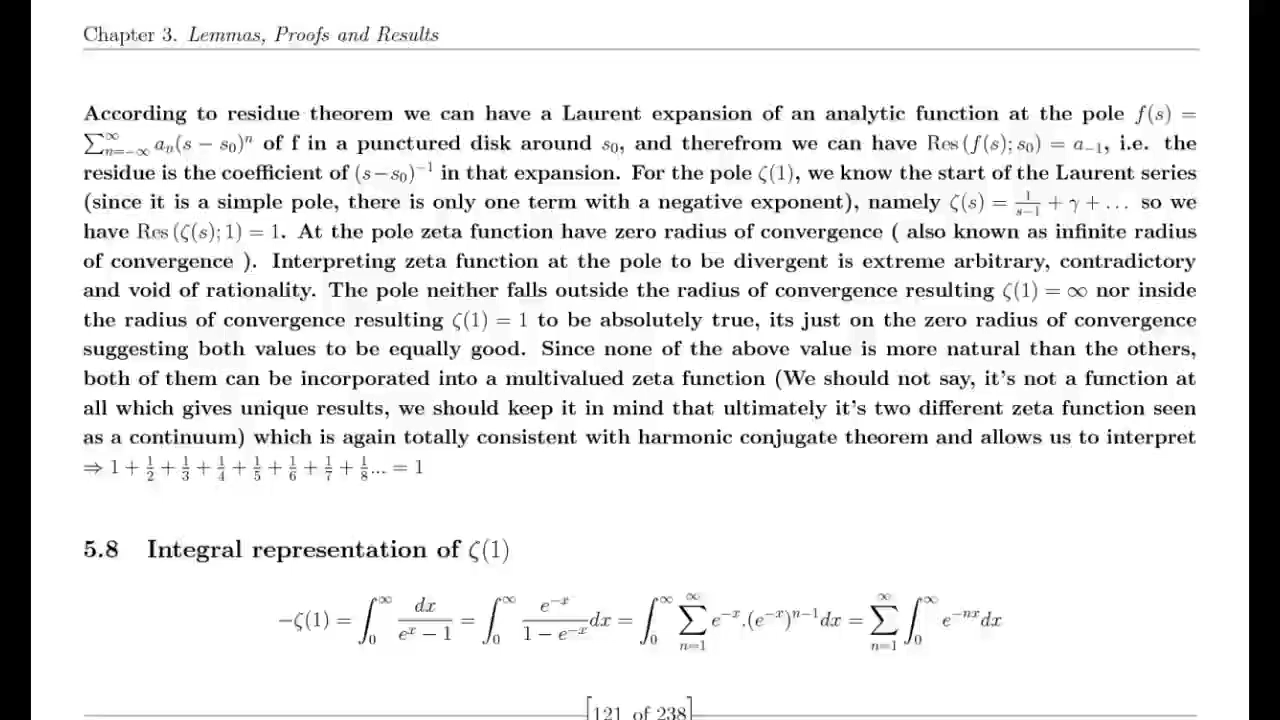 Chapter 3. Lemmas, Proofs and Results
According to residue theorem we can have a Laurent expansion of an analytic function at the pole f(s) =
∑_{n=−∞}^{∞} aₙ(s − s₀)ⁿ of f in a punctured disk around s₀, and therefrom we can have Res (f(s); s₀) = a₋₁, i.e. the
residue is the coefficient of (s−s₀)⁻¹ in that expansion. For the pole ζ(1), we know the start of the Laurent series
(since it is a simple pole, there is only one term with a negative exponent), namely ζ(s) = 1/(s−1) + γ + ... so we
have Res (ζ(s); 1) = 1. At the pole zeta function have zero radius of convergence ( also known as infinite radius
of convergence ). Interpreting zeta function at the pole to be divergent is extreme arbitrary, contradictory
and void of rationality. The pole neither falls outside the radius of convergence resulting ζ(1) = ∞ nor inside
the radius of convergence resulting ζ(1) = 1 to be absolutely true, its just on the zero radius of convergence
suggesting both values to be equally good. Since none of the above value is more natural than the others,
both of them can be incorporated into a multivalued zeta function (We should not say, it's not a function at
all which gives unique results, we should keep it in mind that ultimately it's two different zeta function seen
as a continuum) which is again totally consistent with harmonic conjugate theorem and allows us to interpret
⇒ 1 + 1/2 + 1/3 + 1/4 + 1/5 + 1/6 + 1/7 + 1/8... = 1
5.8 Integral representation of ζ(1)
−ζ(1) = ∫₀^∞ dx/(eˣ − 1) = ∫₀^∞ e⁻ˣ/(1 − e⁻ˣ) dx = ∫₀^∞ ∑_{n=1}^{∞} e⁻ˣ.(e⁻ˣ)ⁿ⁻¹dx = ∑_{n=1}^{∞} ∫₀^∞ e⁻ⁿˣdx
[121 of 238]